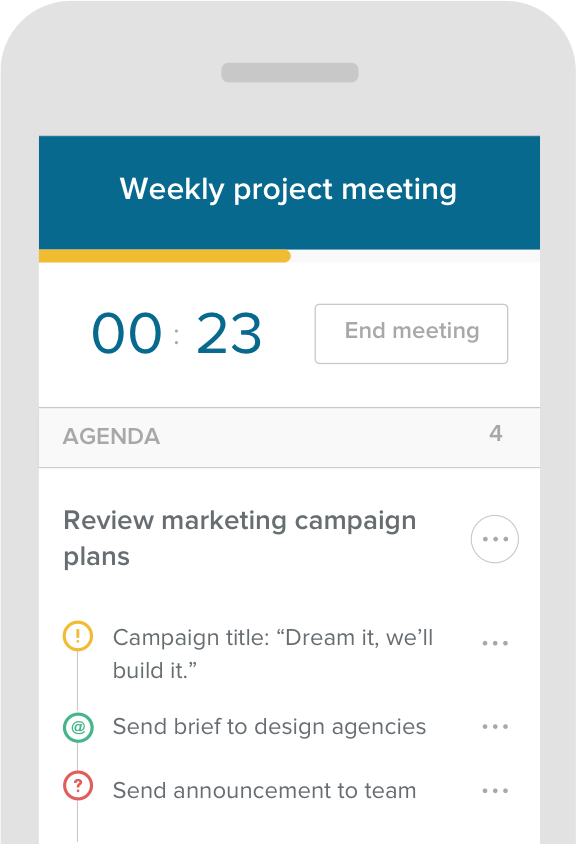 Weekly project meeting
00 : 23
End meeting
AGENDA
4
Review marketing campaign
plans
...
!
Campaign title: “Dream it, we’ll
build it.”
...
@
Send brief to design agencies
...
?
Send announcement to team
...